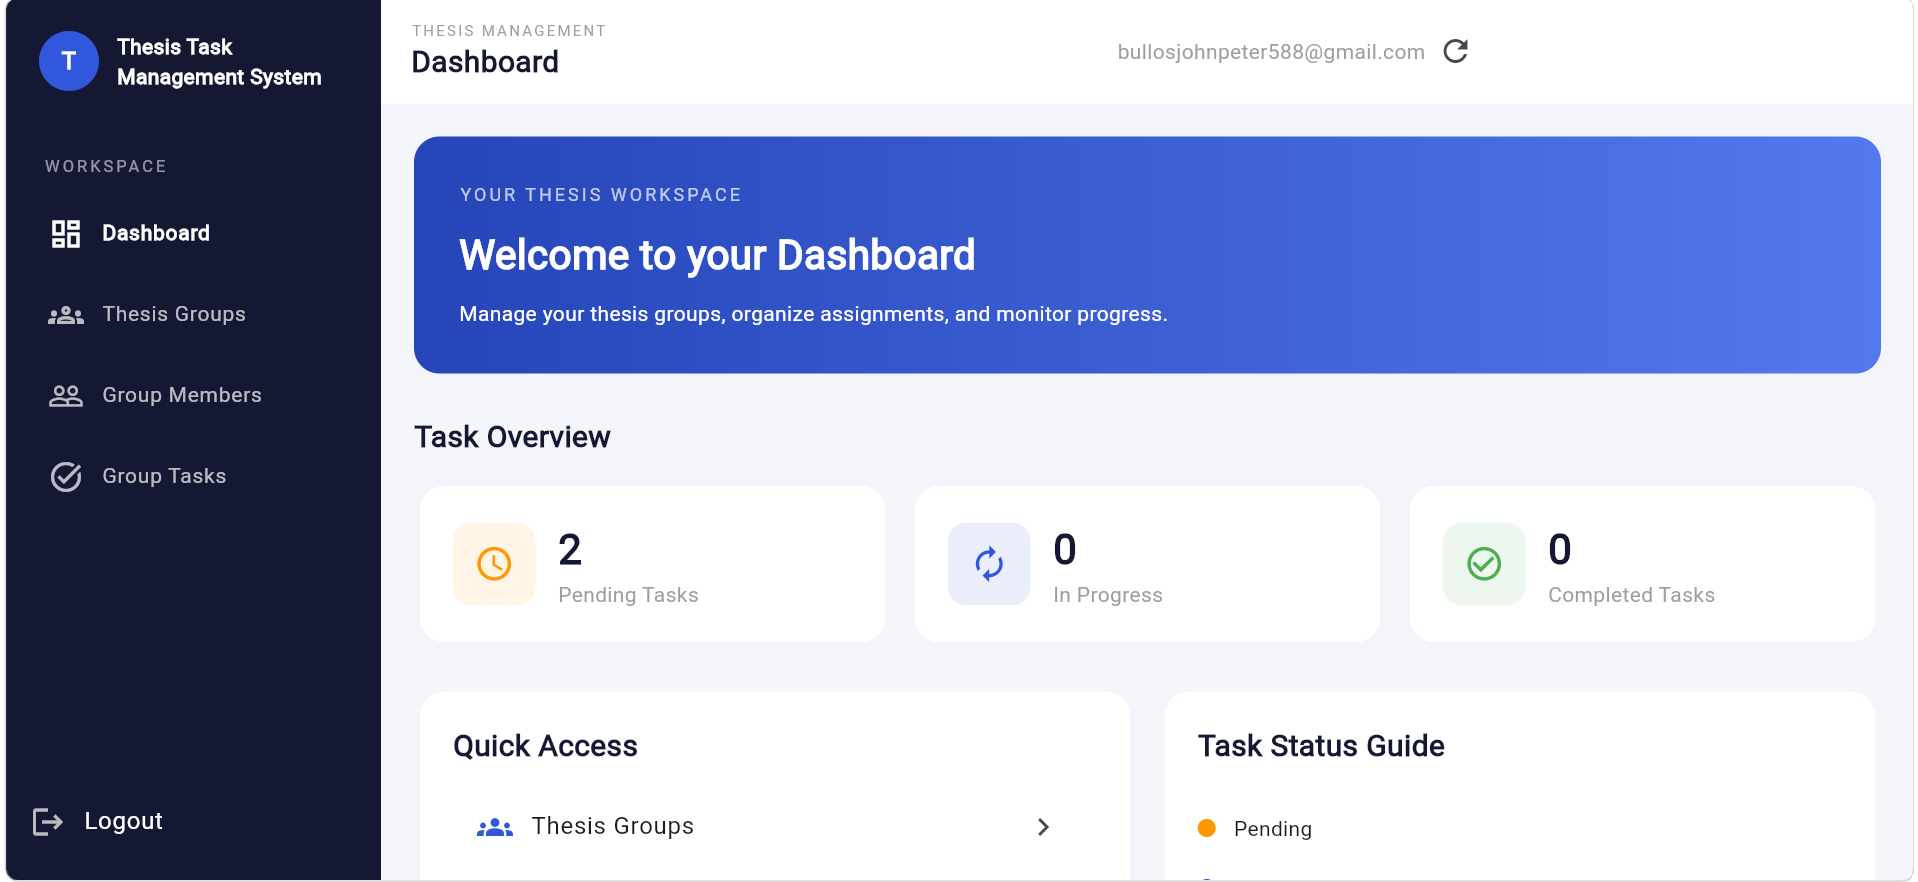 T
Thesis Task
Management System
WORKSPACE
Dashboard
Thesis Groups
Group Members
Group Tasks
Logout
THESIS MANAGEMENT
Dashboard
bullosjohnpeter588@gmail.com
YOUR THESIS WORKSPACE
Welcome to your Dashboard
Manage your thesis groups, organize assignments, and monitor progress.
Task Overview
2
Pending Tasks
0
In Progress
0
Completed Tasks
Quick Access
Thesis Groups
Task Status Guide
Pending